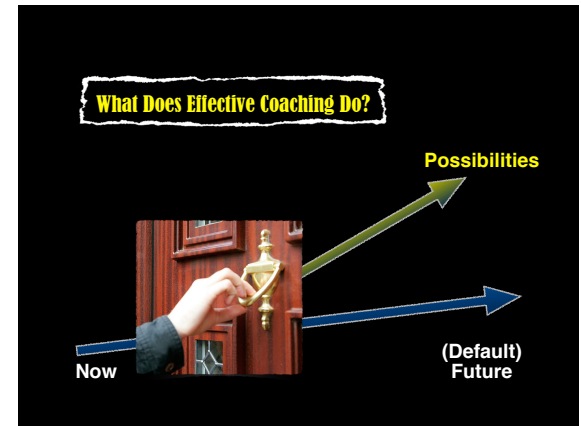 What Does Effective Coaching Do?
Possibilities
Now
(Default)
Future